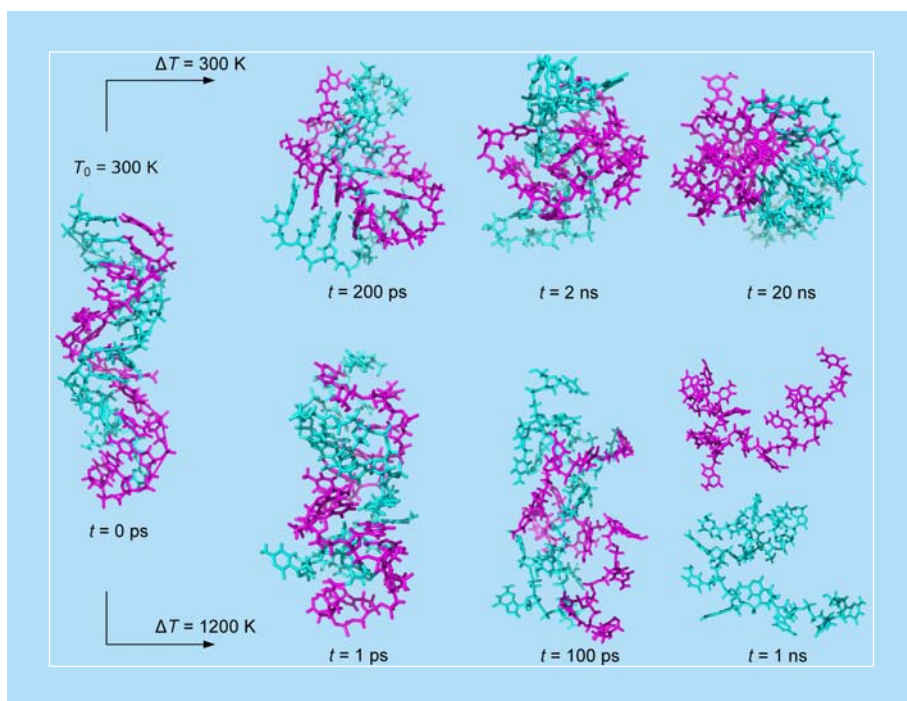 ΔT = 300 K
T₀ = 300 K
t = 200 ps
t = 2 ns
t = 20 ns
t = 0 ps
ΔT = 1200 K
t = 1 ps
t = 100 ps
t = 1 ns